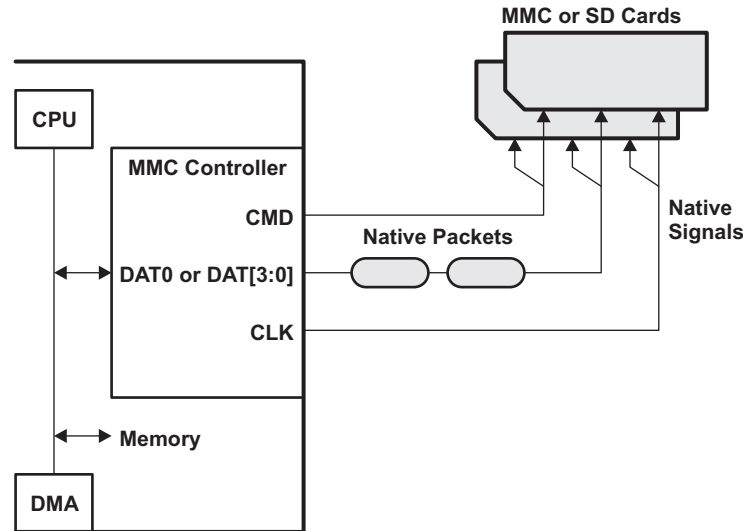 MMC or SD Cards
CPU
MMC Controller
CMD
Native Packets
Native
Signals
DAT0 or DAT[3:0]
CLK
Memory
DMA